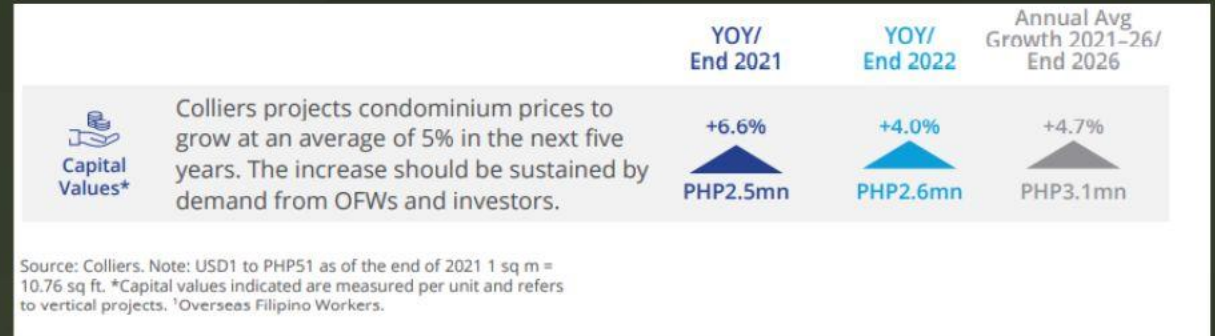 YOY/
End 2021
YOY/
End 2022
Annual Avg
Growth 2021–26/
End 2026
Capital
Values*
Colliers projects condominium prices to
grow at an average of 5% in the next five
years. The increase should be sustained by
demand from OFWs and investors.
+6.6%
PHP2.5mn
+4.0%
PHP2.6mn
+4.7%
PHP3.1mn
Source: Colliers. Note: USD1 to PHP51 as of the end of 2021 1 sq m =
10.76 sq ft. *Capital values indicated are measured per unit and refers
to vertical projects. ¹Overseas Filipino Workers.